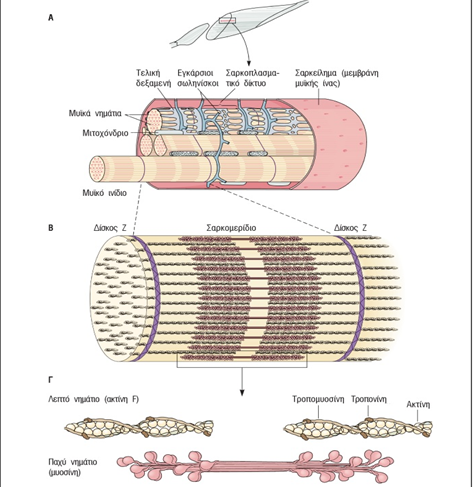 Α
Τελική Εγκάρσιοι Σαρκοπλασμα- Σαρκείλημα (μεμβράνη
δεξαμενή σωληνίσκοι τικό δίκτυο μυϊκής ίνας)
Μυϊκά νημάτια
Μιτοχόνδριο
Μυϊκό ινίδιο
Β
Δίσκος Ζ Σαρκομερίδιο Δίσκος Ζ
Γ
Λεπτό νημάτιο (ακτίνη F) Τροπομυοσίνη Τροπονίνη
Ακτίνη
Παχύ νημάτιο
(μυοσίνη)